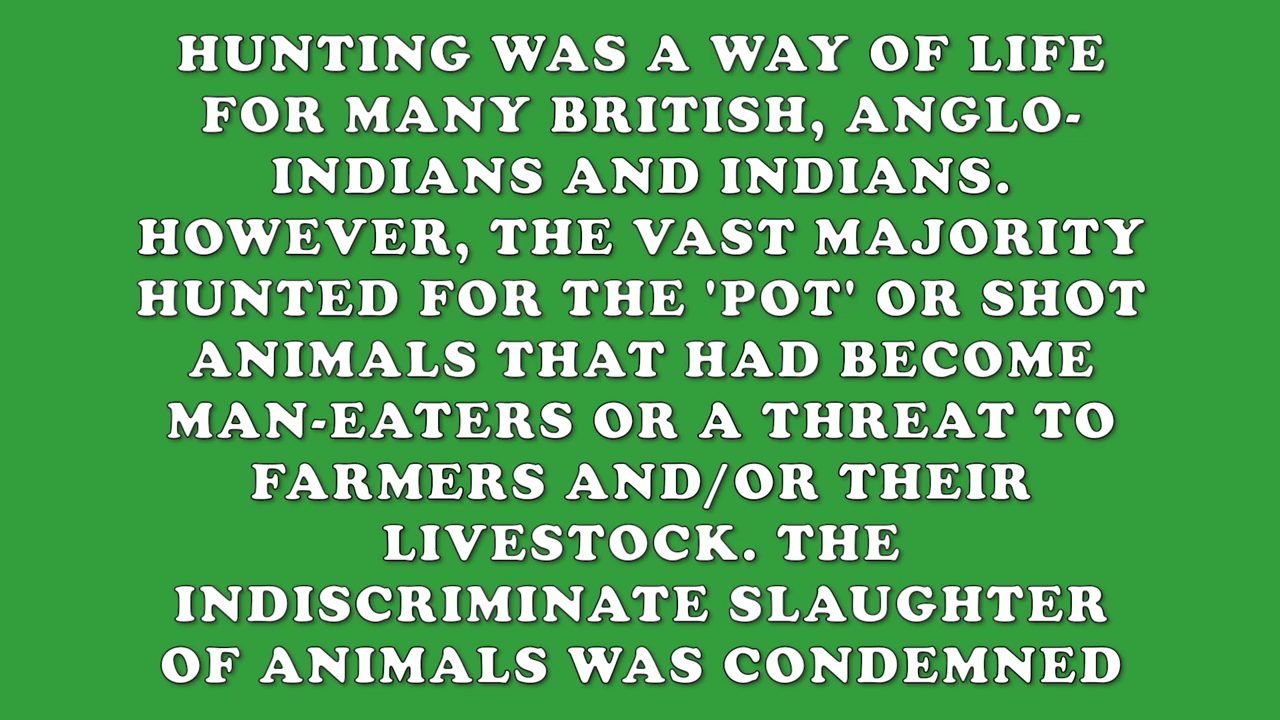 HUNTING WAS A WAY OF LIFE
FOR MANY BRITISH, ANGLO-
INDIANS AND INDIANS.
HOWEVER, THE VAST MAJORITY
HUNTED FOR THE 'POT' OR SHOT
ANIMALS THAT HAD BECOME
MAN-EATERS OR A THREAT TO
FARMERS AND/OR THEIR
LIVESTOCK. THE
INDISCRIMINATE SLAUGHTER
OF ANIMALS WAS CONDEMNED